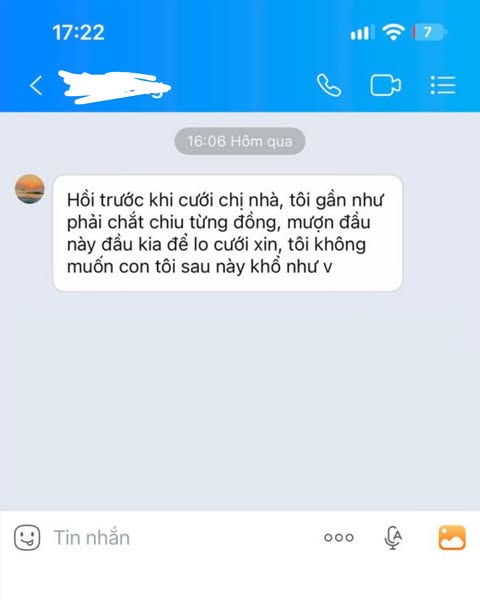 17:22
7
16:06 Hôm qua
Hồi trước khi cưới chị nhà, tôi gần như
phải chắt chiu từng đồng, mượn đầu
này đầu kia để lo cưới xin, tôi không
muốn con tôi sau này khổ như v
Tin nhắn